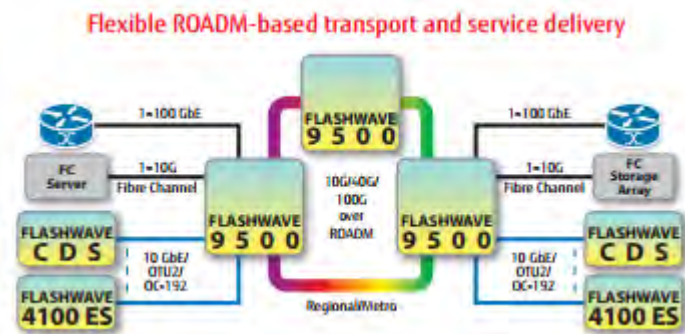 Flexible ROADM-based transport and service delivery
FLASHWAVE
9500
1-100 GbE
1-100 GbE
FC
Server
1-10G
Fibre Channel
FLASHWAVE
9500
10G/40G/
100G
over
ROADM
FLASHWAVE
9500
1-10G
Fibre Channel
FC
Storage
Array
FLASHWAVE
CDS
10 GbE/
OTU2/
OC-192
10 GbE/
OTU2/
OC-192
FLASHWAVE
CDS
FLASHWAVE
4100 ES
Regional/Metro
FLASHWAVE
4100 ES